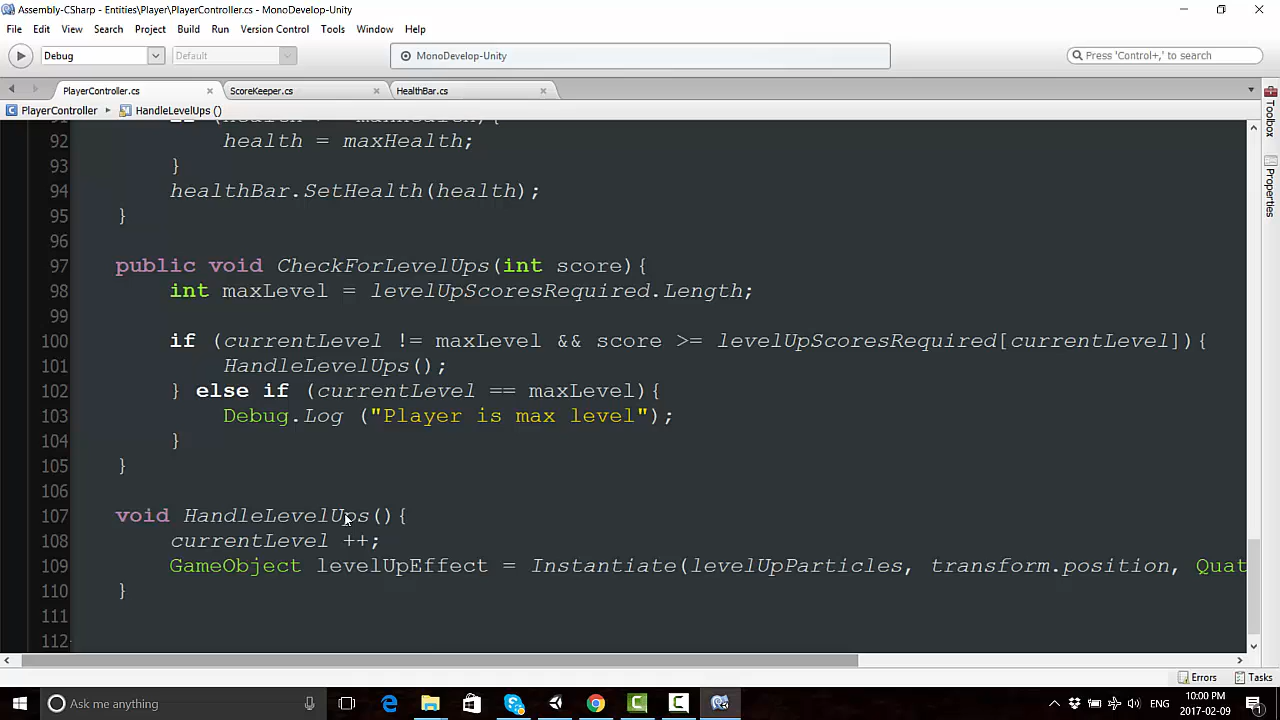 Assembly-CSharp - Entities\Player\PlayerController.cs - MonoDevelop-Unity
File Edit View Search Project Build Run Version Control Tools Window Help
Debug Default MonoDevelop-Unity Press 'Control+,' to search
PlayerController.cs ScoreKeeper.cs HealthBar.cs
PlayerController HandleLevelUps ()
92 health = maxHealth;
93 }
94 healthBar.SetHealth(health);
95 }
96
97 public void CheckForLevelUps(int score){
98 int maxLevel = levelUpScoresRequired.Length;
99
100 if (currentLevel != maxLevel && score >= levelUpScoresRequired[currentLevel]){
101 HandleLevelUps();
102 } else if (currentLevel == maxLevel){
103 Debug.Log ("Player is max level");
104 }
105 }
106
107 void HandleLevelUps(){
108 currentLevel ++;
109 GameObject levelUpEffect = Instantiate(levelUpParticles, transform.position, Quat
110 }
111
112
Toolbox
Properties
Errors Tasks
Ask me anything
ENG 10:00 PM
2017-02-09